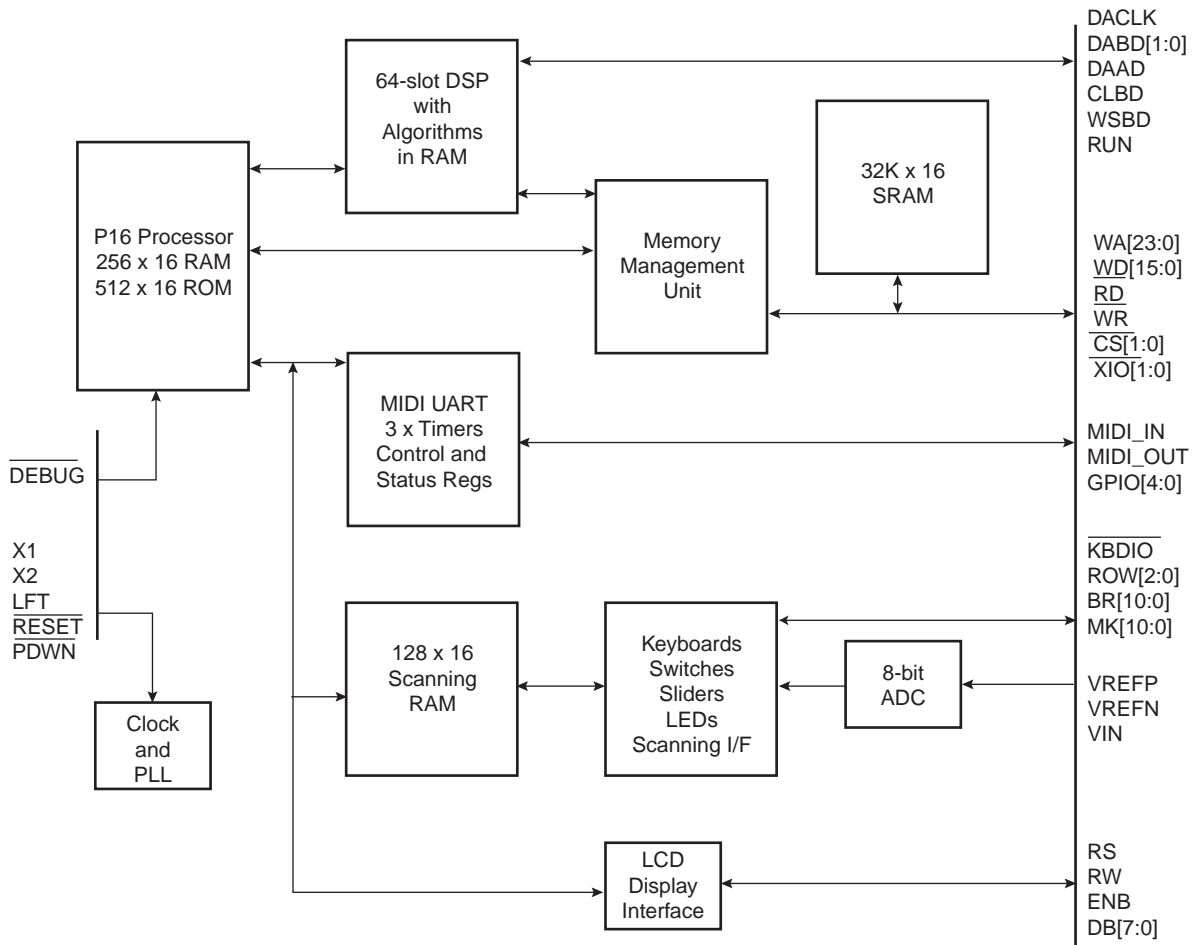 64-slot DSP
with
Algorithms
in RAM
P16 Processor
256 x 16 RAM
512 x 16 ROM
Memory
Management
Unit
32K x 16
SRAM
MIDI UART
3 x Timers
Control and
Status Regs
128 x 16
Scanning
RAM
Keyboards
Switches
Sliders
LEDs
Scanning I/F
8-bit
ADC
Clock
and
PLL
LCD
Display
Interface
DEBUG
X1
X2
LFT
RESET
PDWN
DACLK
DABD[1:0]
DAAD
CLBD
WSBD
RUN
WA[23:0]
WD[15:0]
RD
WR
CS[1:0]
XIO[1:0]
MIDI_IN
MIDI_OUT
GPIO[4:0]
KBDIO
ROW[2:0]
BR[10:0]
MK[10:0]
VREFP
VREFN
VIN
RS
RW
ENB
DB[7:0]